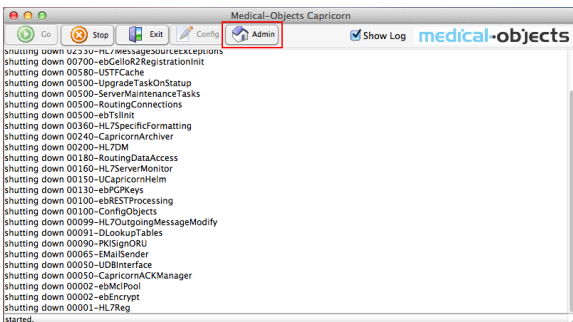 Medical-Objects Capricorn
Go Stop Exit Config Admin Show Log medical-objects
shutting down 02330-HL7MessageSourceExceptions
shutting down 00700-ebGelloR2RegistrationInit
shutting down 00580-USTFCache
shutting down 00500-UpgradeTaskOnStatup
shutting down 00500-ServerMaintenanceTasks
shutting down 00500-RoutingConnections
shutting down 00500-ebTslInit
shutting down 00360-HL7SpecificFormatting
shutting down 00240-CapricornArchiver
shutting down 00200-HL7DM
shutting down 00180-RoutingDataAccess
shutting down 00160-HL7ServerMonitor
shutting down 00150-UCapricornHelm
shutting down 00130-ebPGPKeys
shutting down 00100-ebRESTProcessing
shutting down 00100-ConfigObjects
shutting down 00099-HL7OutgoingMessageModify
shutting down 00091-DLookupTables
shutting down 00090-PKISignORU
shutting down 00065-EMailSender
shutting down 00050-UDBInterface
shutting down 00050-CapricornACKManager
shutting down 00002-ebMclPool
shutting down 00002-ebEncrypt
shutting down 00001-HL7Reg
started.